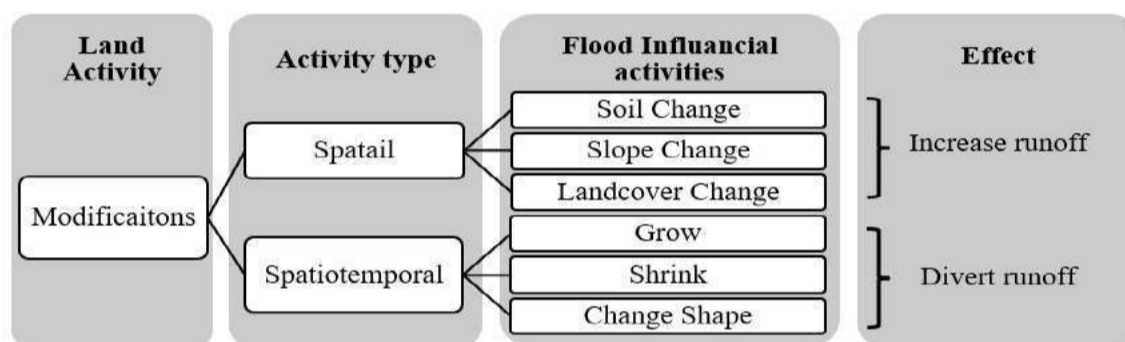 Land
Activity
Activity type
Flood Influancial
activities
Effect
Modificaitons
Spatail
Spatiotemporal
Soil Change
Slope Change
Landcover Change
Grow
Shrink
Change Shape
Increase runoff
Divert runoff